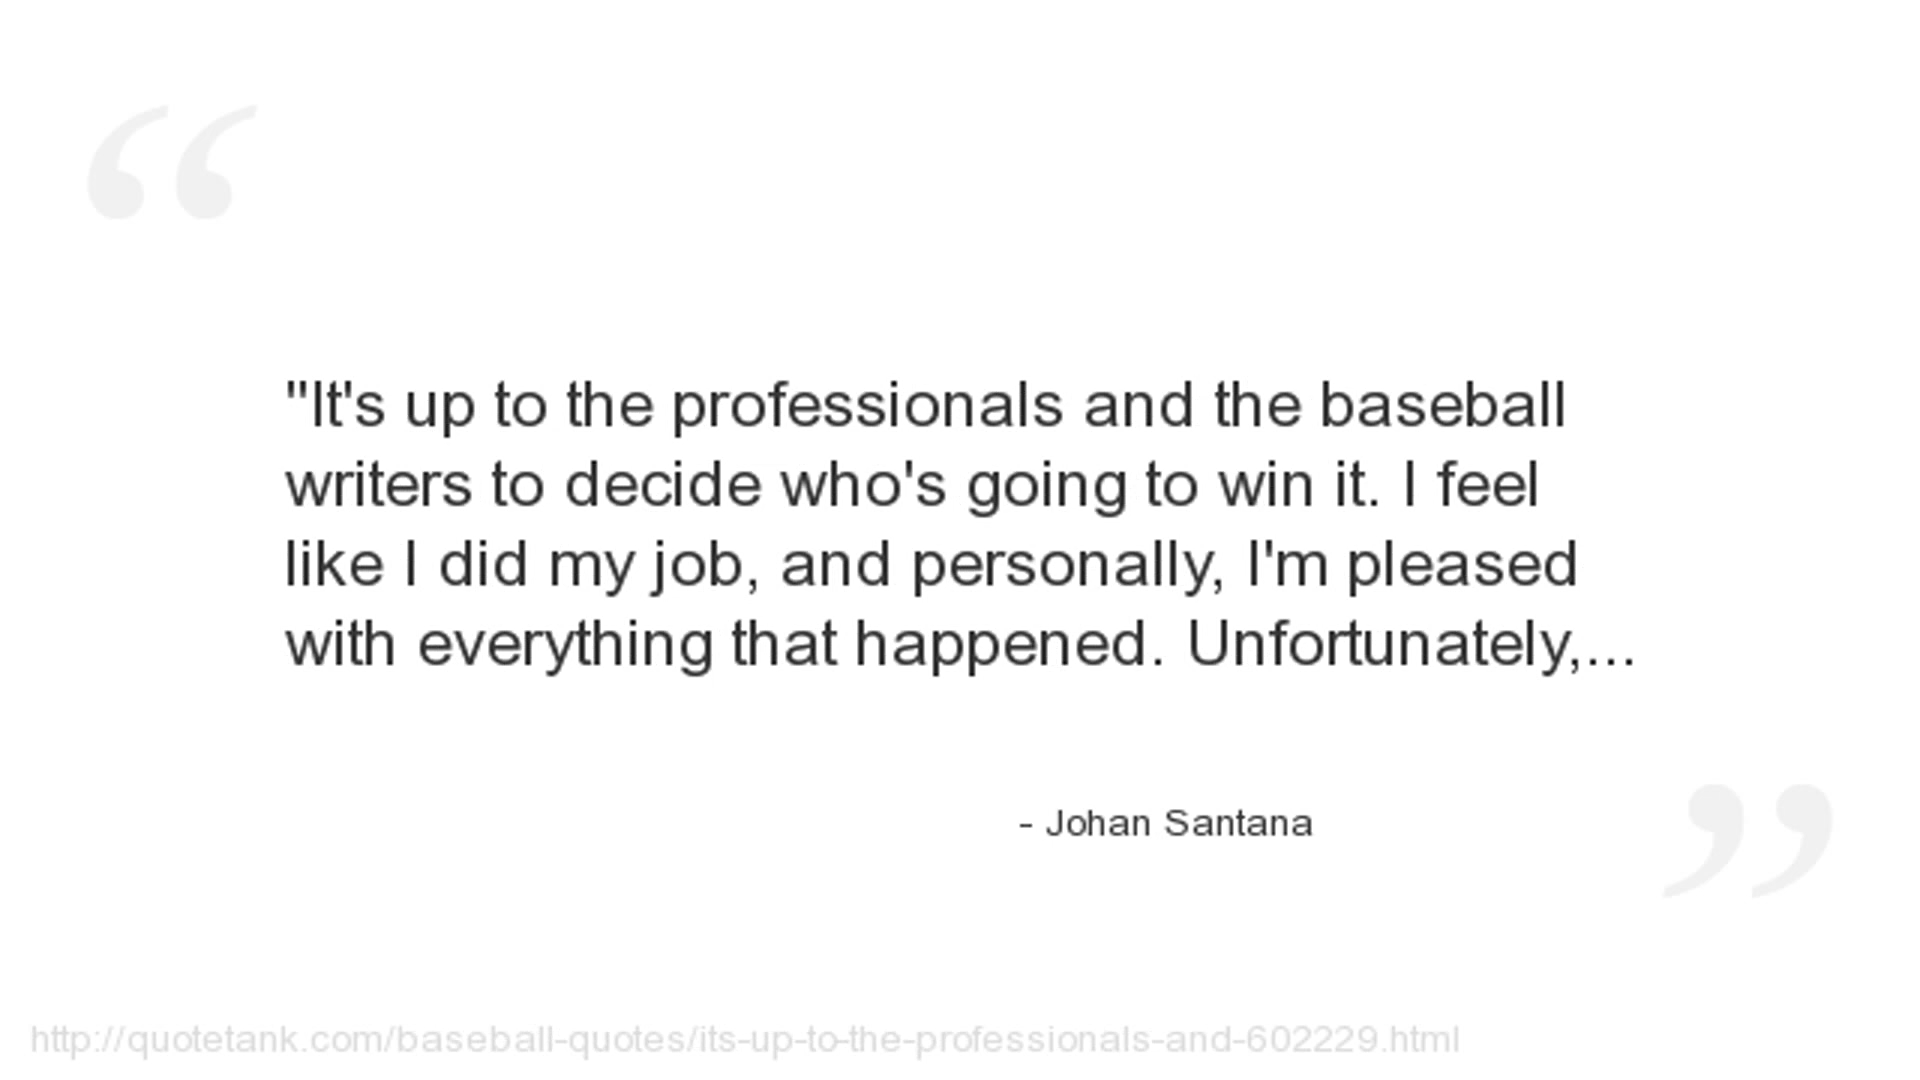 "It's up to the professionals and the baseball
writers to decide who's going to win it. I feel
like I did my job, and personally, I'm pleased
with everything that happened. Unfortunately,...
- Johan Santana
http://quotetank.com/baseball-quotes/its-up-to-the-professionals-and-602229.html